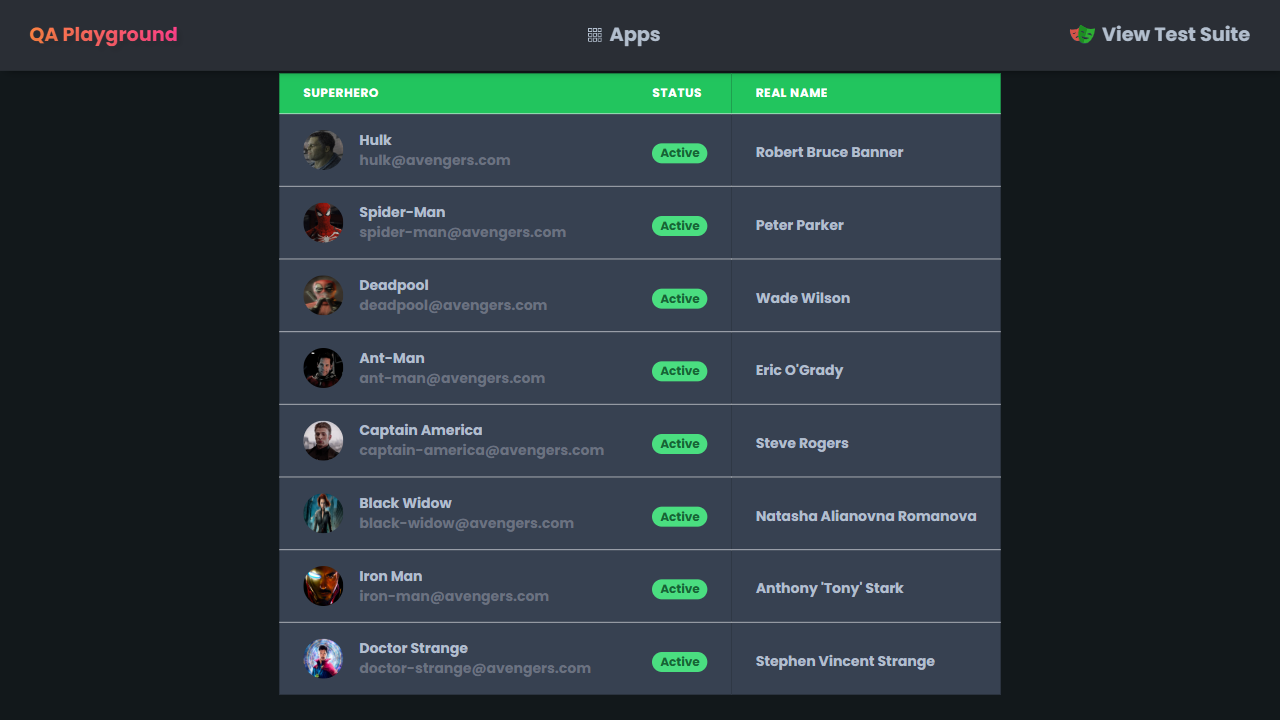 QA Playground
Apps
View Test Suite
SUPERHERO STATUS REAL NAME
Hulk
hulk@avengers.com
Active
Robert Bruce Banner
Spider-Man
spider-man@avengers.com
Active
Peter Parker
Deadpool
deadpool@avengers.com
Active
Wade Wilson
Ant-Man
ant-man@avengers.com
Active
Eric O'Grady
Captain America
captain-america@avengers.com
Active
Steve Rogers
Black Widow
black-widow@avengers.com
Active
Natasha Alianovna Romanova
Iron Man
iron-man@avengers.com
Active
Anthony 'Tony' Stark
Doctor Strange
doctor-strange@avengers.com
Active
Stephen Vincent Strange